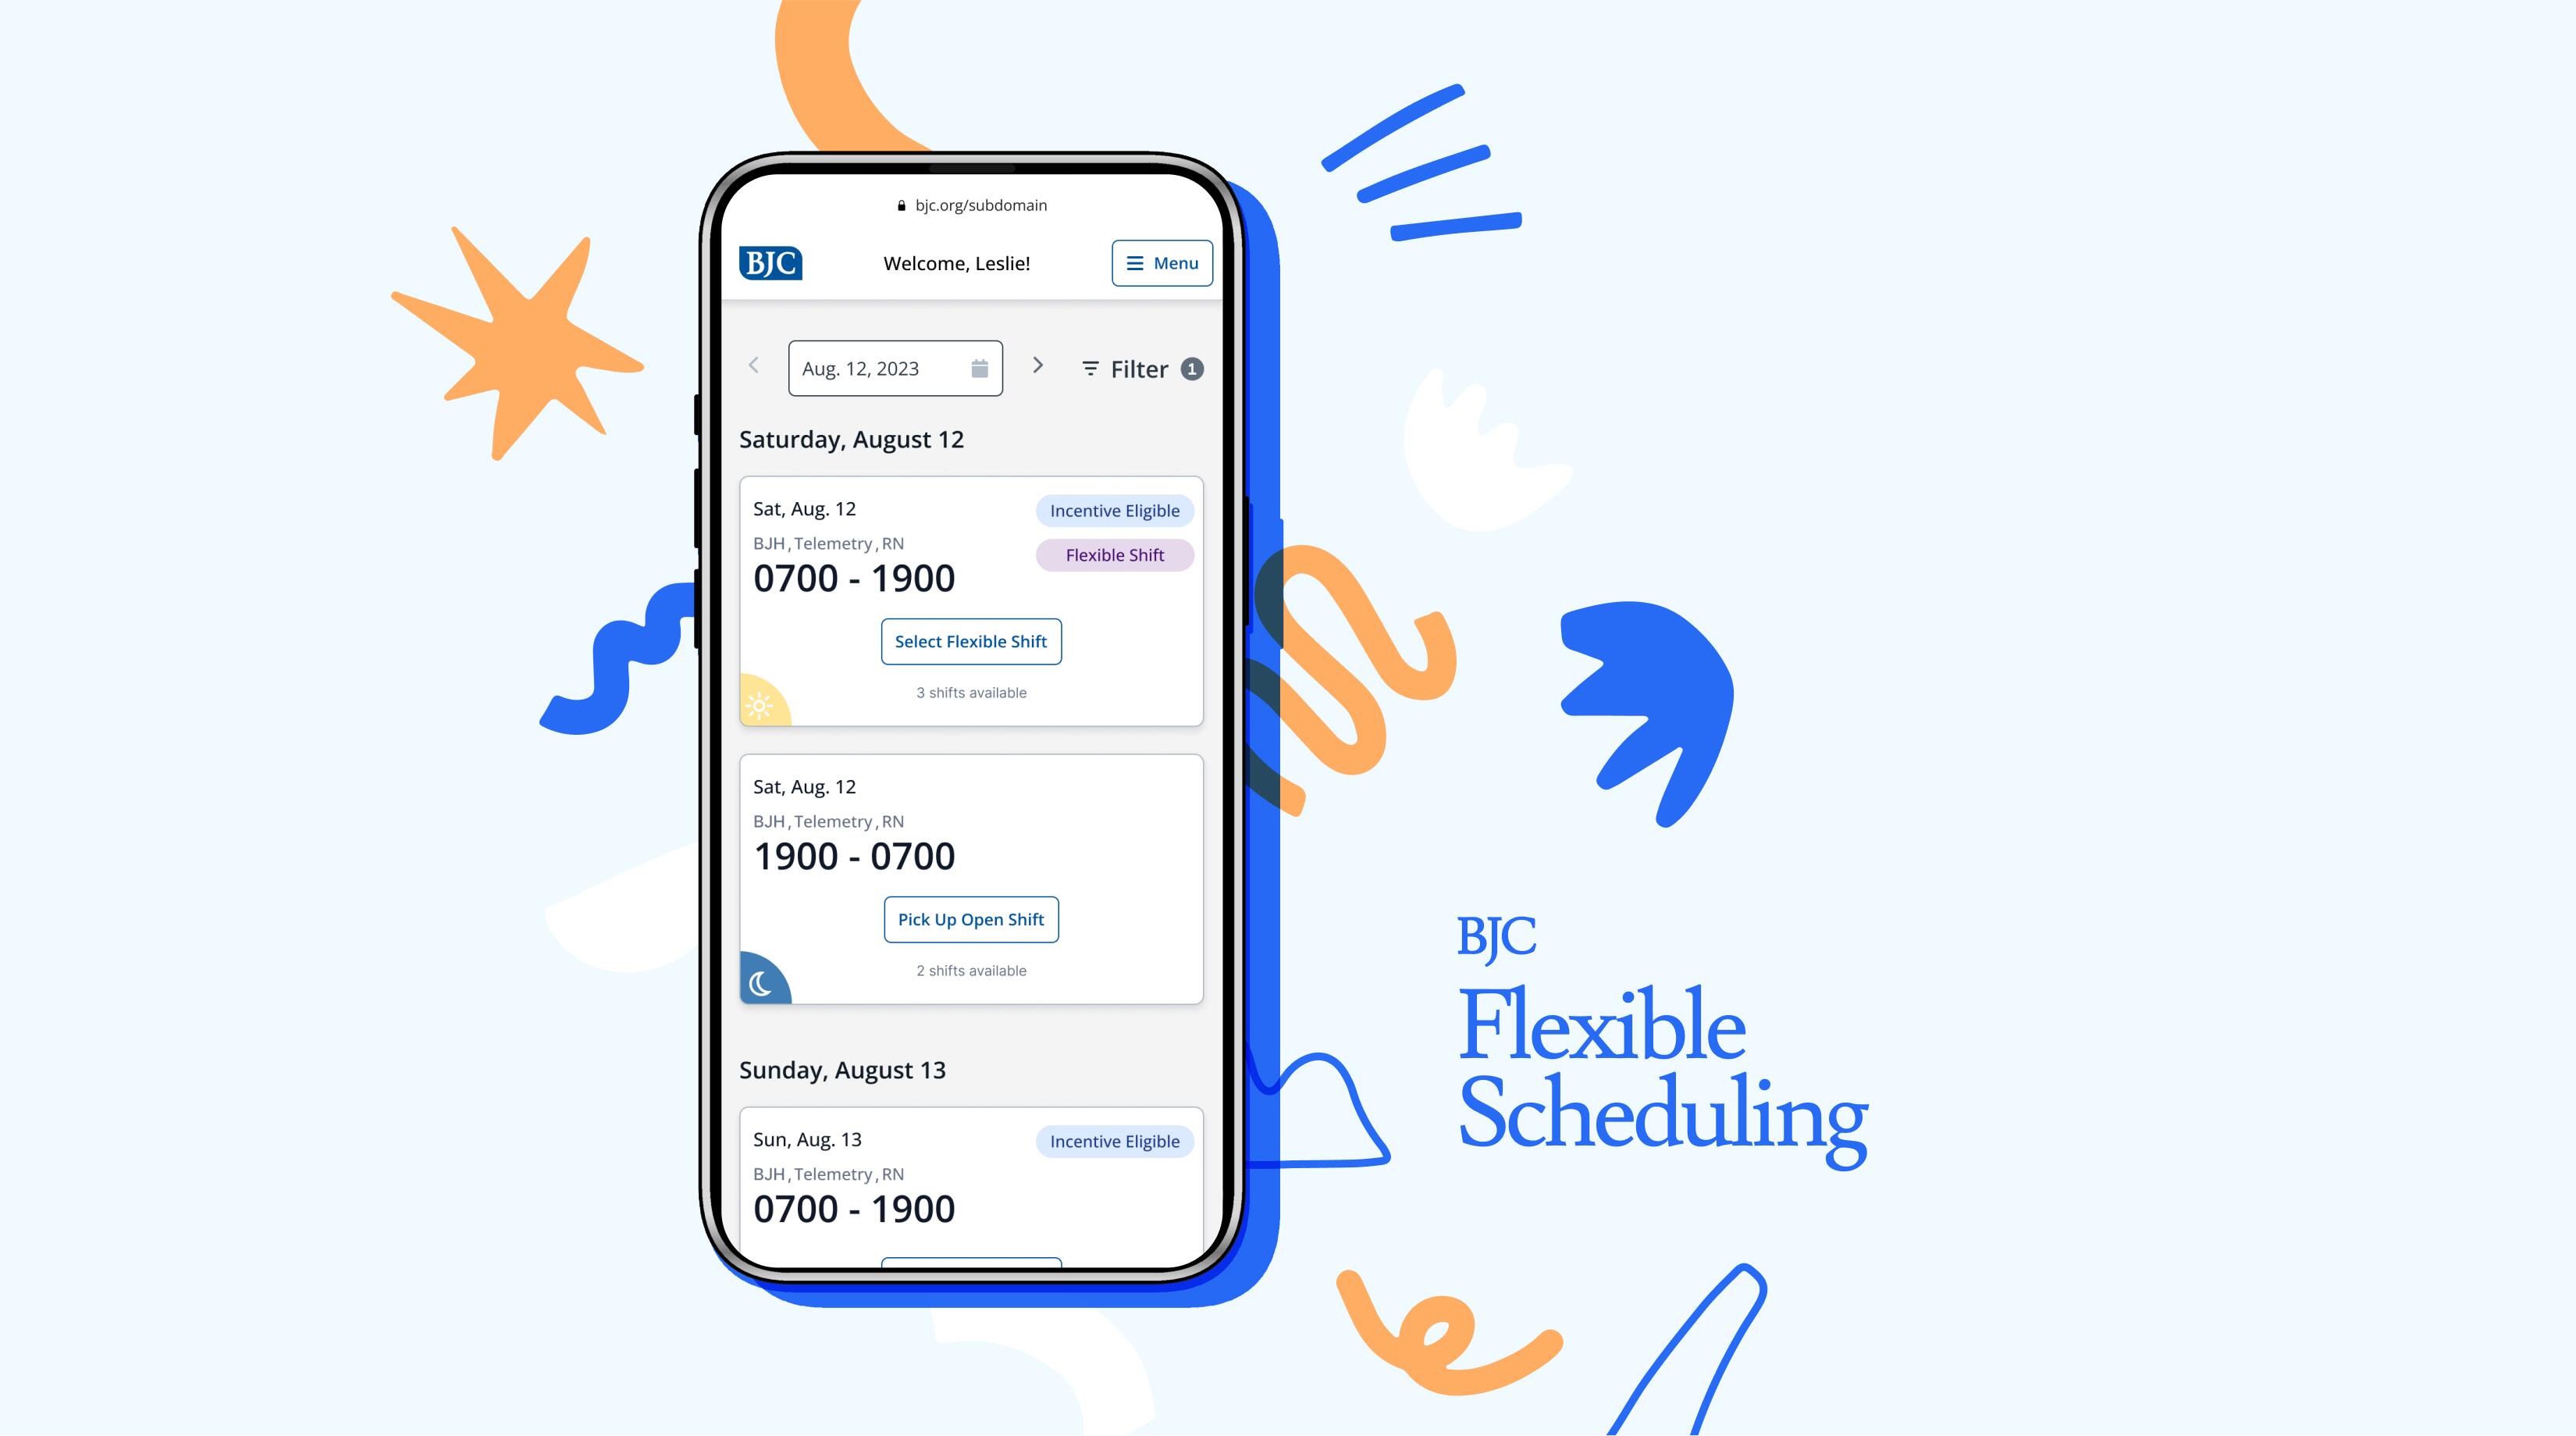 bjc.org/subdomain
BJC
Welcome, Leslie!
Menu
Aug. 12, 2023
Filter 1
Saturday, August 12
Sat, Aug. 12
Incentive Eligible
BJH, Telemetry, RN
Flexible Shift
0700 - 1900
Select Flexible Shift
3 shifts available
Sat, Aug. 12
BJH, Telemetry, RN
1900 - 0700
Pick Up Open Shift
2 shifts available
Sunday, August 13
Sun, Aug. 13
Incentive Eligible
BJH, Telemetry, RN
0700 - 1900
BJC
Flexible
Scheduling